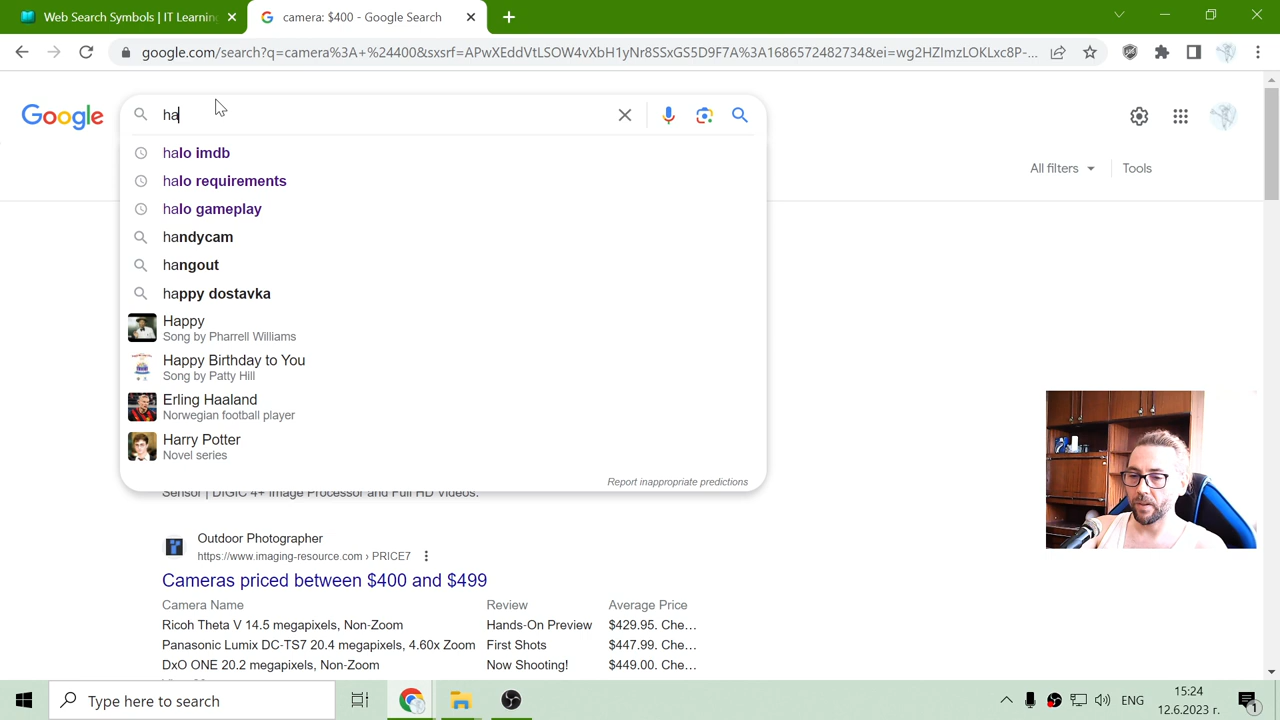 Web Search Symbols | IT Learning
camera: $400 - Google Search
google.com/search?q=camera%3A+%24400&sxsrf=APwXEddVtLSOW4vXbH1yNr8SSxGS5D9F7A%3A1686572482734&ei=wg2HZImzLOKLxc8P-...
Google
ha
halo imdb
All filters
Tools
halo requirements
halo gameplay
handycam
hangout
happy dostavka
Happy
Song by Pharrell Williams
Happy Birthday to You
Song by Patty Hill
Erling Haaland
Norwegian football player
Harry Potter
Novel series
Report inappropriate predictions
Sensor | DIGIC 4+ Image Processor and Full HD Videos.
Outdoor Photographer
https://www.imaging-resource.com › PRICE7
Cameras priced between $400 and $499
Camera Name Review Average Price
Ricoh Theta V 14.5 megapixels, Non-Zoom Hands-On Preview $429.95. Che...
Panasonic Lumix DC-TS7 20.4 megapixels, 4.60x Zoom First Shots $447.99. Che...
DxO ONE 20.2 megapixels, Non-Zoom Now Shooting! $449.00. Che...
Type here to search
ENG
15:24
12.6.2023 г.
1